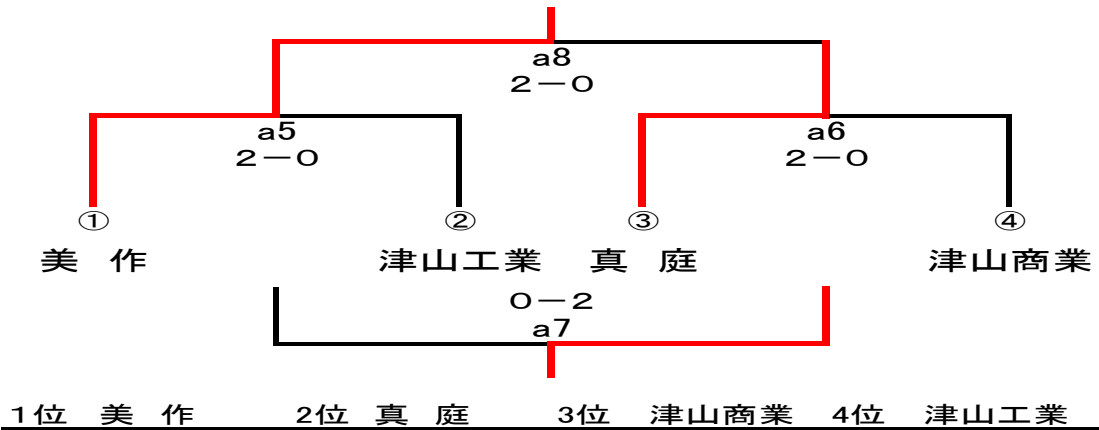 a8
2－0
a5 a6
2－0 2－0
① ② ③ ④
美 作 津山工業 真 庭 津山商業
0－2
a7
1位 美 作 2位 真 庭 3位 津山商業 4位 津山工業